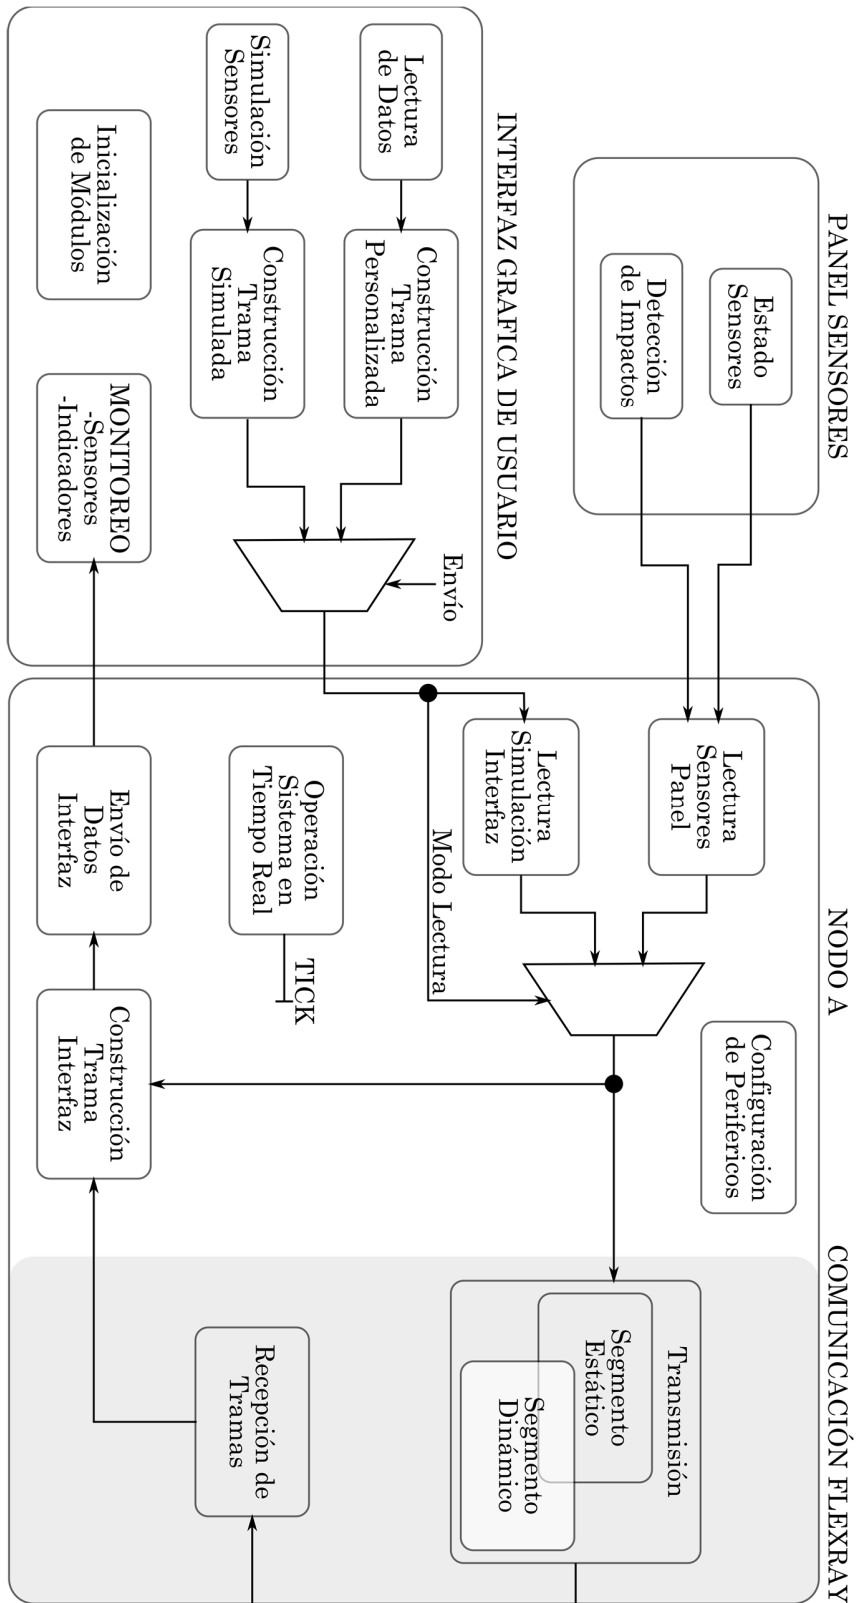 PANEL SENSORES
Estado
Sensores
Detección
de Impactos
INTERFAZ GRAFICA DE USUARIO
Lectura
de Datos
Construcción
Trama
Personalizada
Simulación
Sensores
Construcción
Trama
Simulada
Envío
Inicialización
de Módulos
MONITOREO
-Sensores
-Indicadores
NODO A
Lectura
Sensores
Panel
Lectura
Simulación
Interfaz
Modo Lectura
Configuración
de Perifericos
Operación
Sistema en
Tiempo Real
TICK
Envío de
Datos
Interfaz
Construcción
Trama
Interfaz
COMUNICACIÓN FLEXRAY
Transmisión
Segmento
Estático
Segmento
Dinámico
Recepción de
Tramas